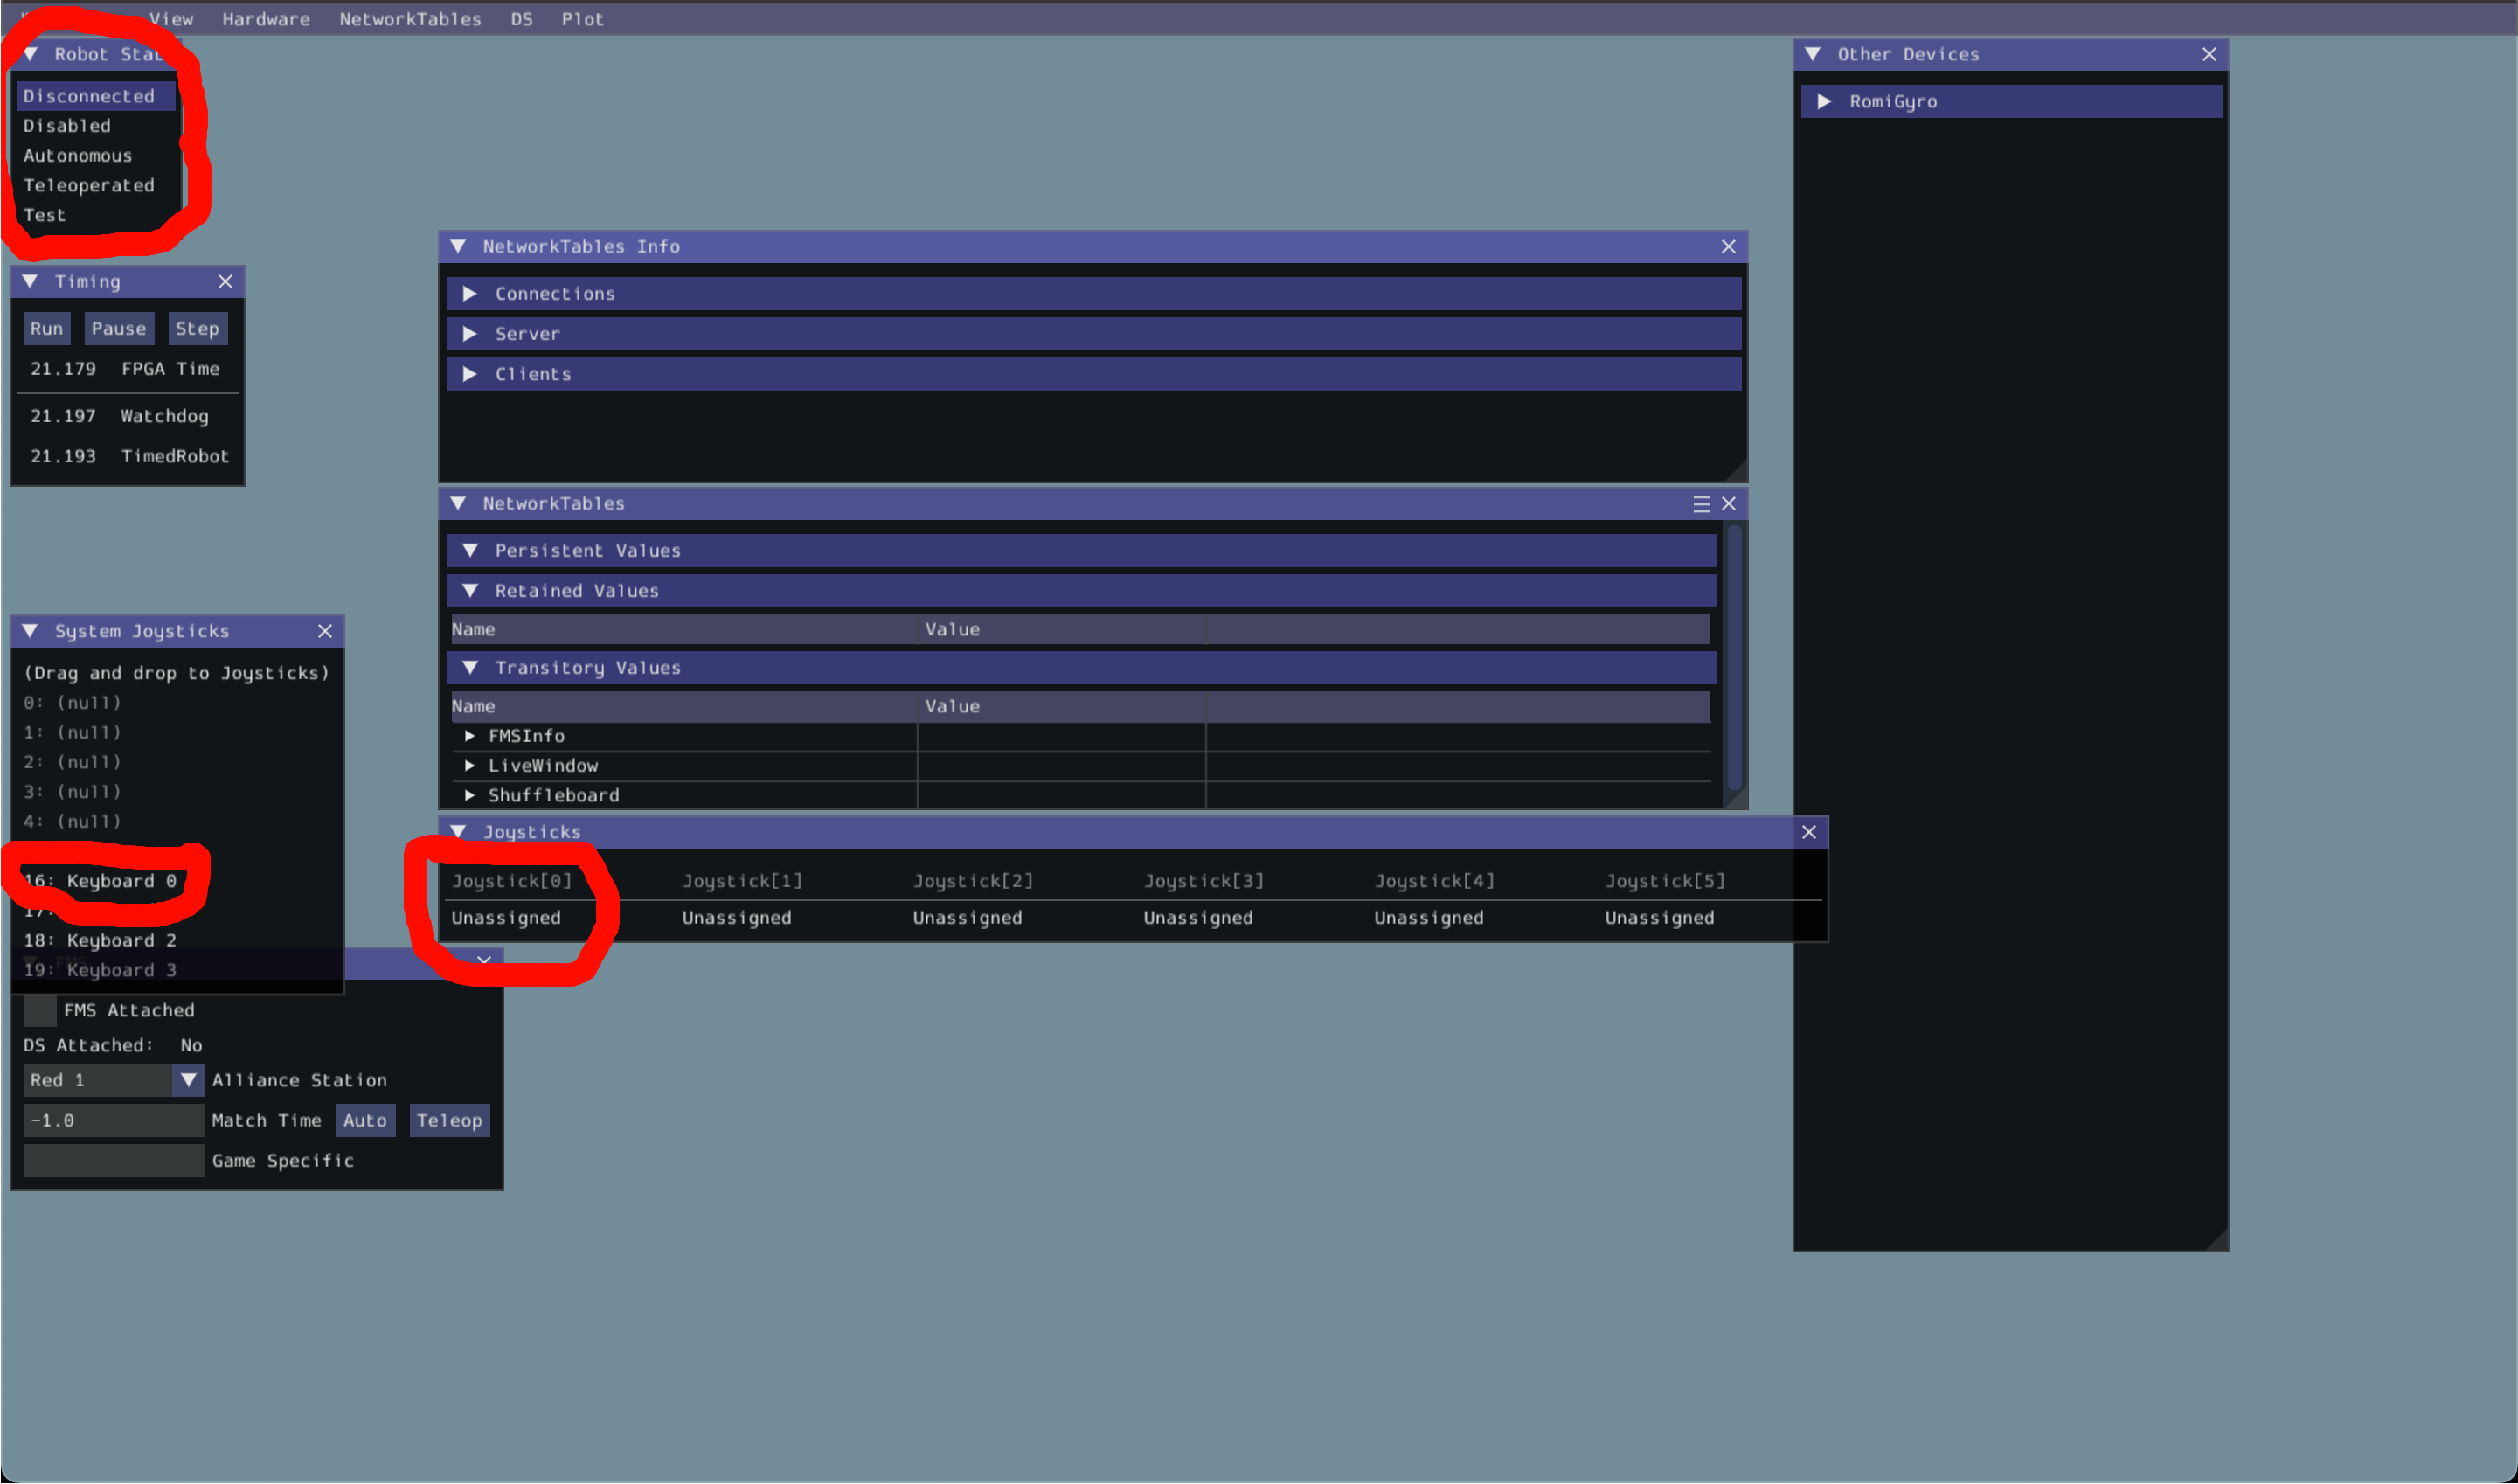 View Hardware NetworkTables DS Plot
Robot Stat
Disconnected
Disabled
Autonomous
Teleoperated
Test
Timing
Run Pause Step
21.179 FPGA Time
21.197 Watchdog
21.193 TimedRobot
System Joysticks
(Drag and drop to Joysticks)
0: (null)
1: (null)
2: (null)
3: (null)
4: (null)
16: Keyboard 0
17:
18: Keyboard 2
19: Keyboard 3
FMS
FMS Attached
DS Attached: No
Red 1 Alliance Station
-1.0 Match Time Auto Teleop
Game Specific
NetworkTables Info
Connections
Server
Clients
NetworkTables
Persistent Values
Retained Values
Name Value
Transitory Values
Name Value
FMSInfo
LiveWindow
Shuffleboard
Joysticks
Joystick[0] Joystick[1] Joystick[2] Joystick[3] Joystick[4] Joystick[5]
Unassigned Unassigned Unassigned Unassigned Unassigned Unassigned
Other Devices
RomiGyro